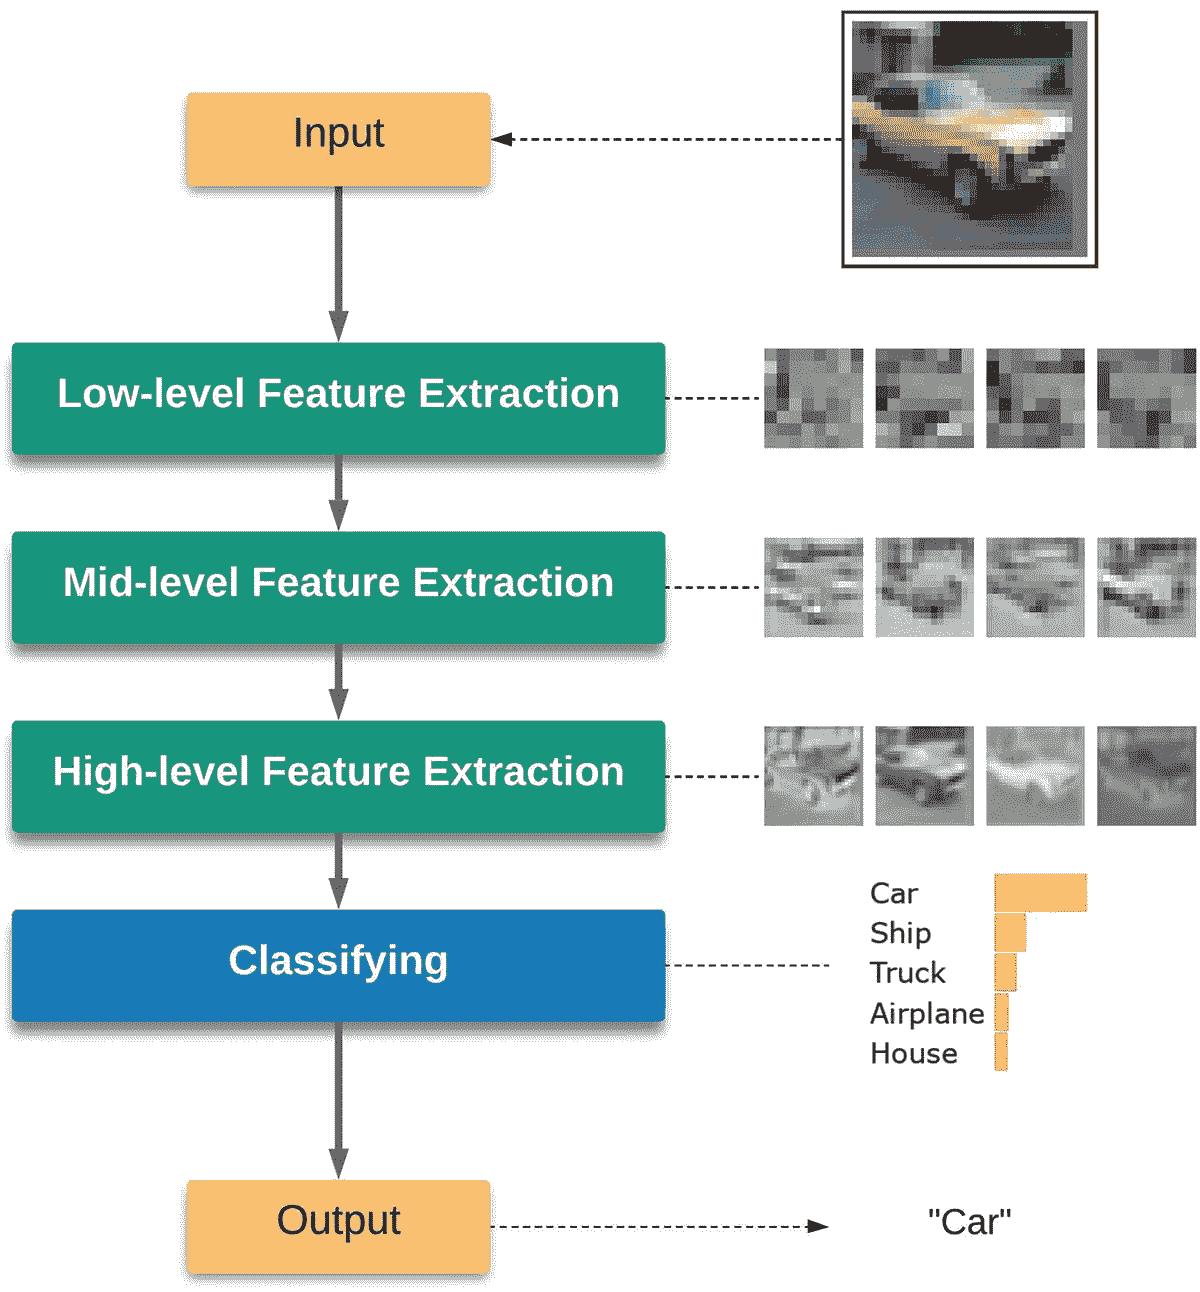 Input
Low-level Feature Extraction
Mid-level Feature Extraction
High-level Feature Extraction
Classifying
Car
Ship
Truck
Airplane
House
Output
"Car"